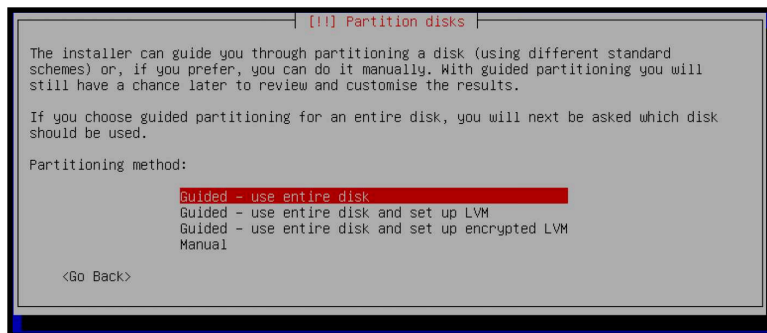 [!!] Partition disks
The installer can guide you through partitioning a disk (using different standard
schemes) or, if you prefer, you can do it manually. With guided partitioning you will
still have a chance later to review and customise the results.
If you choose guided partitioning for an entire disk, you will next be asked which disk
should be used.
Partitioning method:
Guided – use entire disk
Guided – use entire disk and set up LVM
Guided – use entire disk and set up encrypted LVM
Manual
<Go Back>